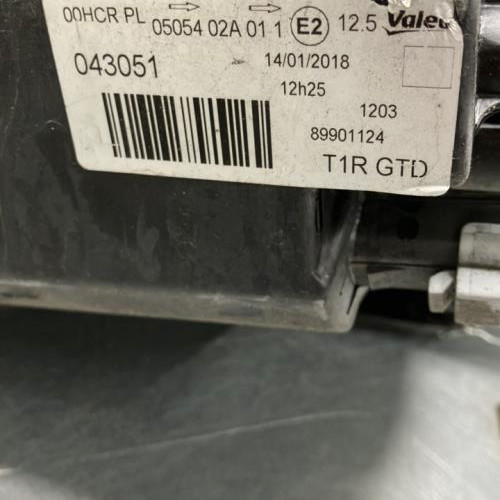 00HCR PL
05054 02A 01 1 E2 12.5 Valeo
043051
14/01/2018
12h25
1203
89901124
T1R GTD